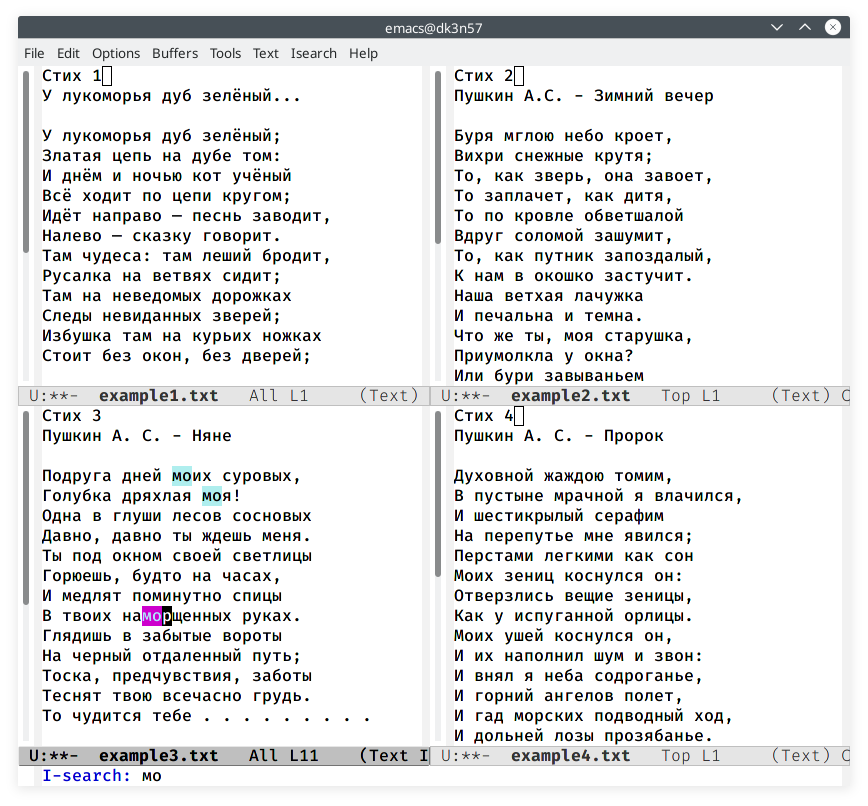 emacs@dk3n57
File Edit Options Buffers Tools Text Isearch Help
Стих 1
У лукоморья дуб зелёный...
У лукоморья дуб зелёный;
Златая цепь на дубе том:
И днём и ночью кот учёный
Всё ходит по цепи кругом;
Идёт направо — песнь заводит,
Налево — сказку говорит.
Там чудеса: там леший бродит,
Русалка на ветвях сидит;
Там на неведомых дорожках
Следы невиданных зверей;
Избушка там на курьих ножках
Стоит без окон, без дверей;
U:**- example1.txt All L1 (Text)
Стих 2
Пушкин А.С. - Зимний вечер
Буря мглою небо кроет,
Вихри снежные крутя;
То, как зверь, она завоет,
То заплачет, как дитя,
То по кровле обветшалой
Вдруг соломой зашумит,
То, как путник запоздалый,
К нам в окошко застучит.
Наша ветхая лачужка
И печальна и темна.
Что же ты, моя старушка,
Приумолкла у окна?
Или бури завываньем
U:**- example2.txt Top L1 (Text) C
Стих 3
Пушкин А. С. - Няне
Подруга дней моих суровых,
Голубка дряхлая моя!
Одна в глуши лесов сосновых
Давно, давно ты ждешь меня.
Ты под окном своей светлицы
Горюешь, будто на часах,
И медлят поминутно спицы
В твоих наморщенных руках.
Глядишь в забытые вороты
На черный отдаленный путь;
Тоска, предчувствия, заботы
Теснят твою всечасно грудь.
То чудится тебе . . . . . . . . .
U:**- example3.txt All L11 (Text I
Стих 4
Пушкин А. С. - Пророк
Духовной жаждою томим,
В пустыне мрачной я влачился,
И шестикрылый серафим
На перепутье мне явился;
Перстами легкими как сон
Моих зениц коснулся он:
Отверзлись вещие зеницы,
Как у испуганной орлицы.
Моих ушей коснулся он,
И их наполнил шум и звон:
И внял я неба содроганье,
И горний ангелов полет,
И гад морских подводный ход,
И дольней лозы прозябанье.
U:**- example4.txt Top L1 (Text) C
I-search: мо